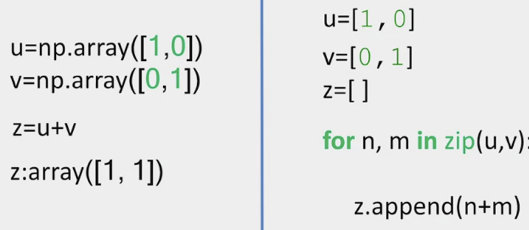 u=np.array([1,0])
v=np.array([0,1])
z=u+v
z:array([1, 1])
u=[1,0]
v=[0,1]
z=[ ]
for n, m in zip(u,v):
z.append(n+m)